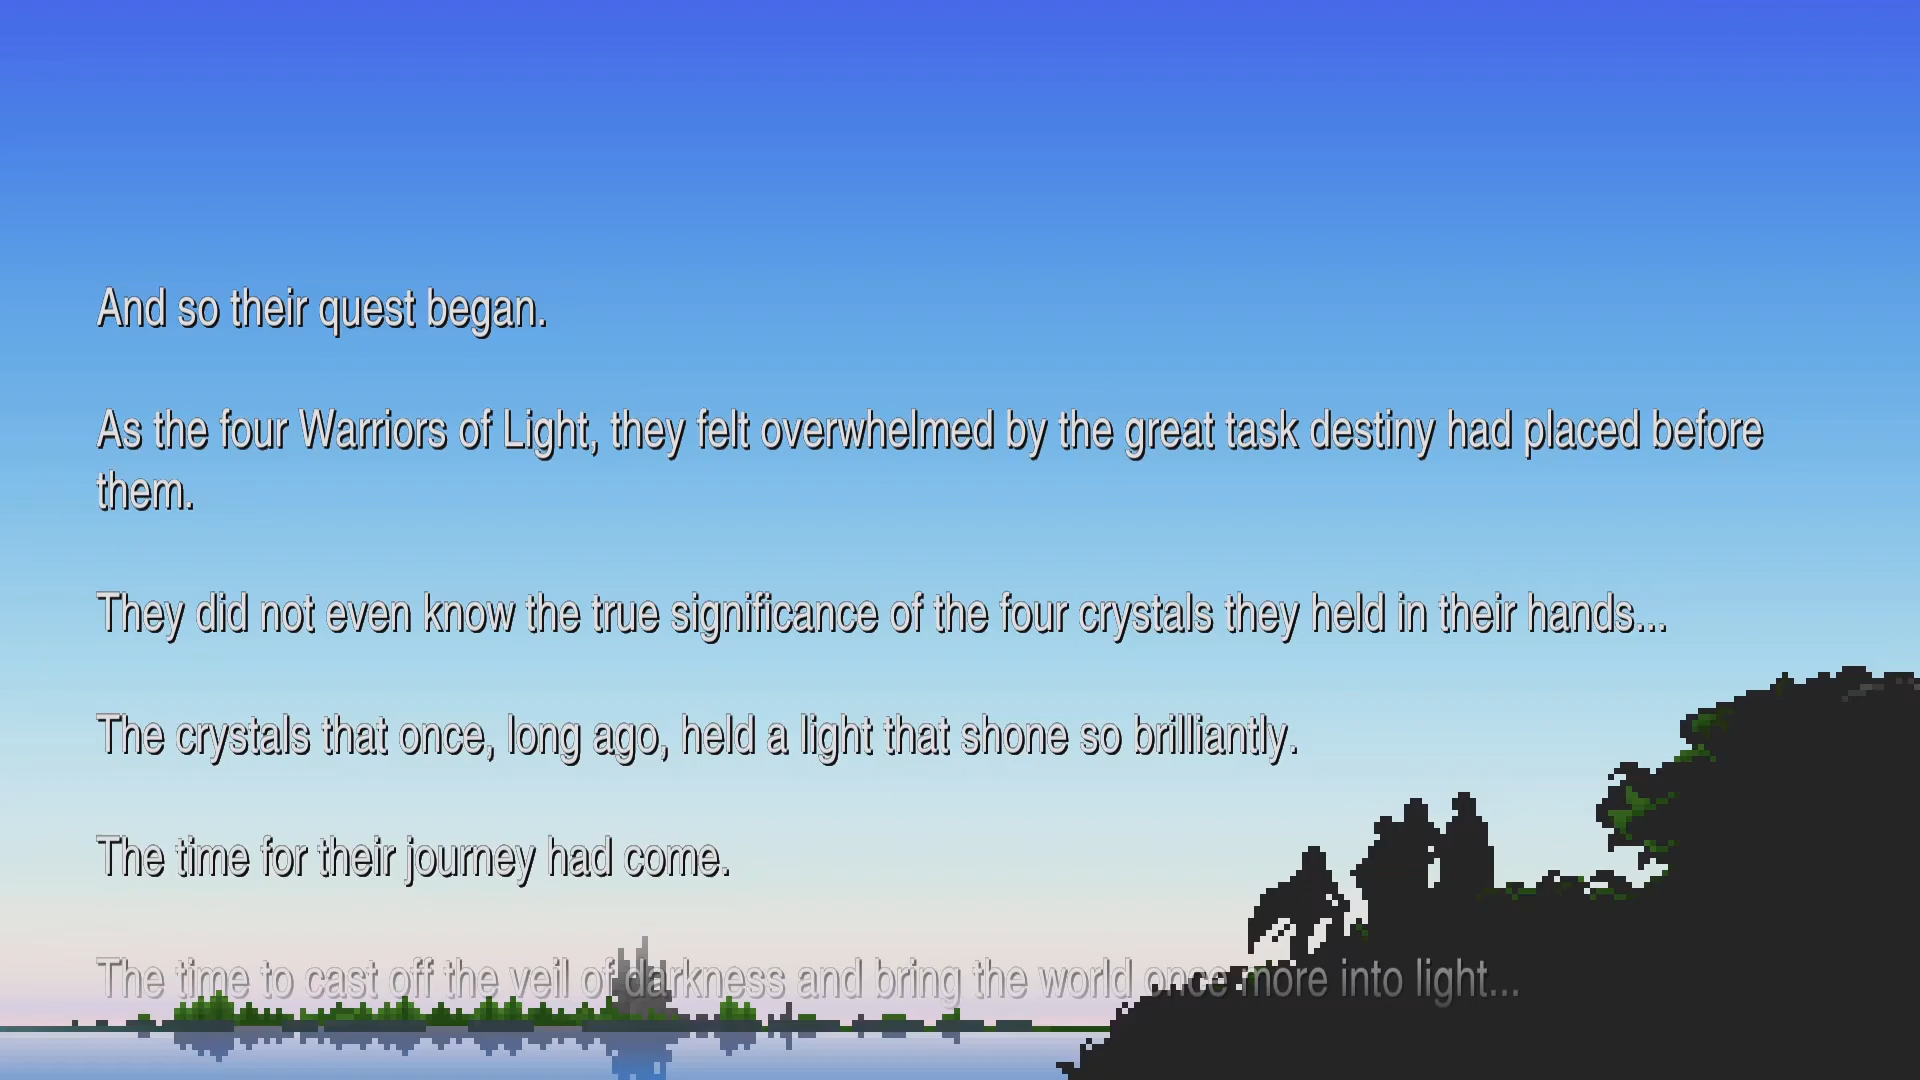 And so their quest began.
As the four Warriors of Light, they felt overwhelmed by the great task destiny had placed before
them.
They did not even know the true significance of the four crystals they held in their hands...
The crystals that once, long ago, held a light that shone so brilliantly.
The time for their journey had come.
The time to cast off the veil of darkness and bring the world once more into light...